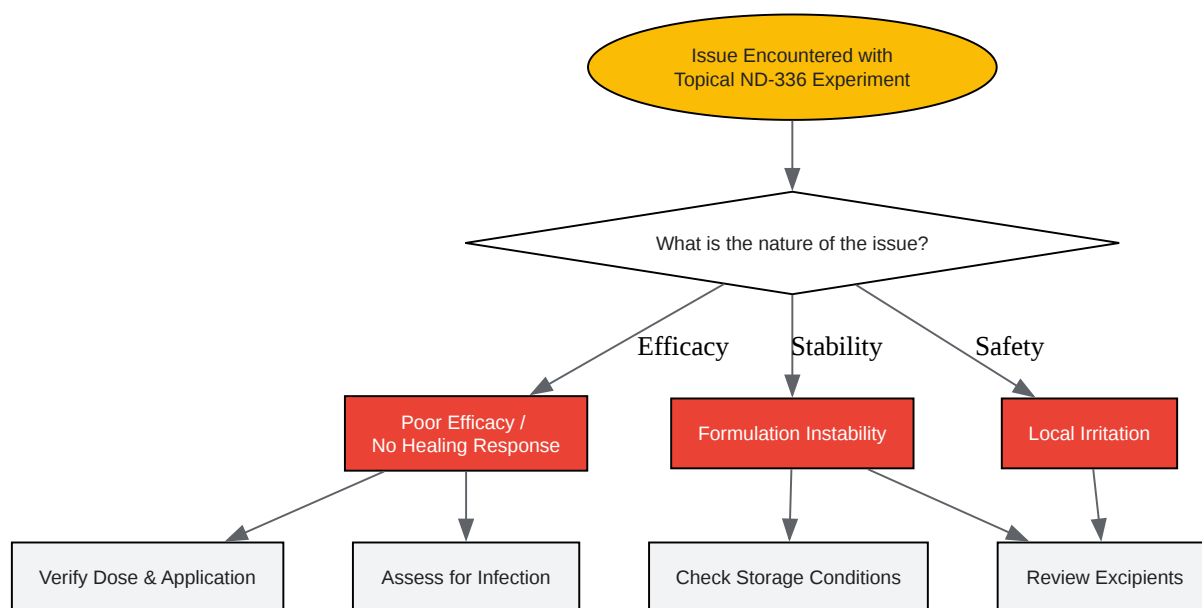 Issue Encountered with
Topical ND-336 Experiment
What is the nature of the issue?
Efficacy
Stability
Safety
Poor Efficacy /
No Healing Response
Formulation Instability
Local Irritation
Verify Dose & Application
Assess for Infection
Check Storage Conditions
Review Excipients